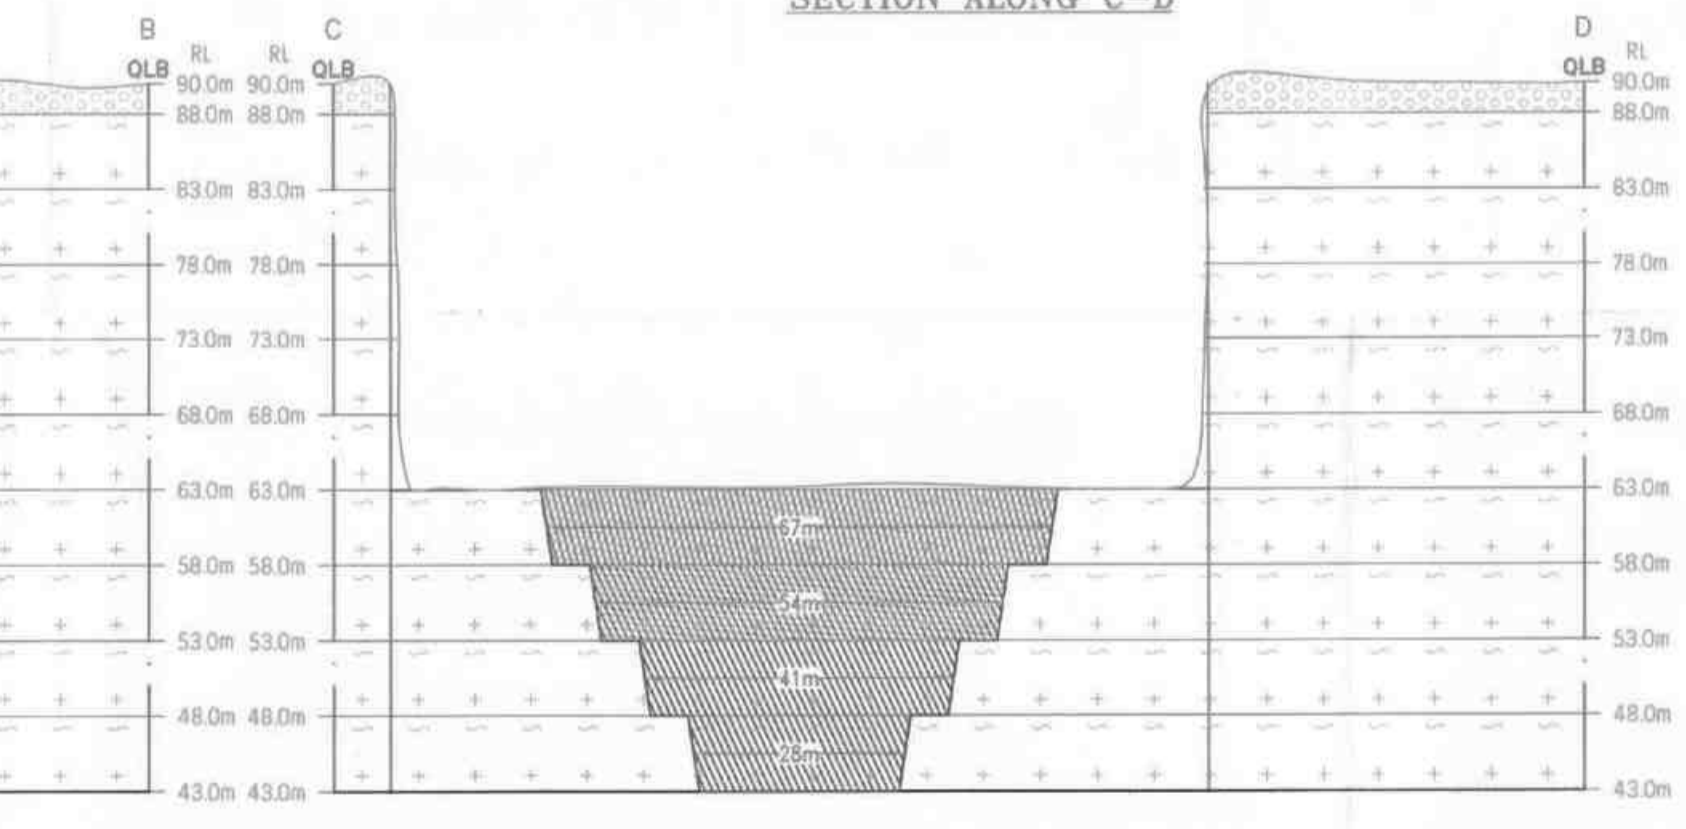 SECTION ALONG C-D
B C D
RL RL RL
QLB 90.0m 90.0m QLB QLB 90.0m
88.0m 88.0m 88.0m
83.0m 83.0m 83.0m
78.0m 78.0m 78.0m
73.0m 73.0m 73.0m
68.0m 68.0m 68.0m
63.0m 63.0m 63.0m
67m
58.0m 58.0m 58.0m
54m
53.0m 53.0m 53.0m
41m
48.0m 48.0m 48.0m
28m
43.0m 43.0m 43.0m